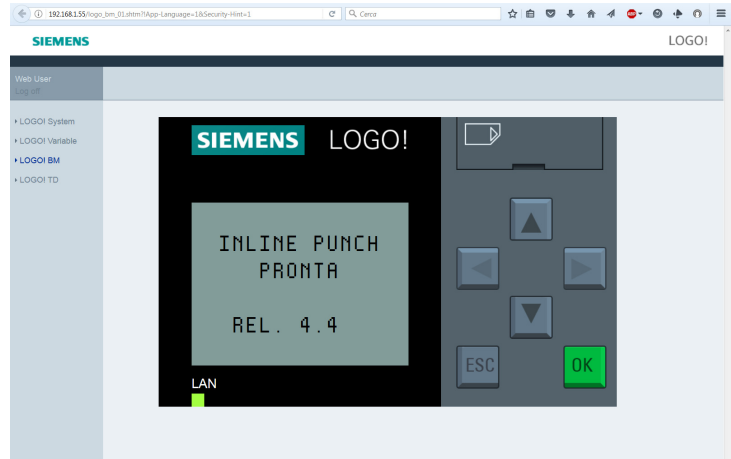 192.168.1.55/logo_bm_01.shtm?!App-Language=1&Security-Hint=1
Cerca
SIEMENS
LOGO!
Web User
Log off
LOGO! System
LOGO! Variable
LOGO! BM
LOGO! TD
SIEMENS LOGO!
INLINE PUNCH
PRONTA
REL. 4.4
LAN
ESC
OK